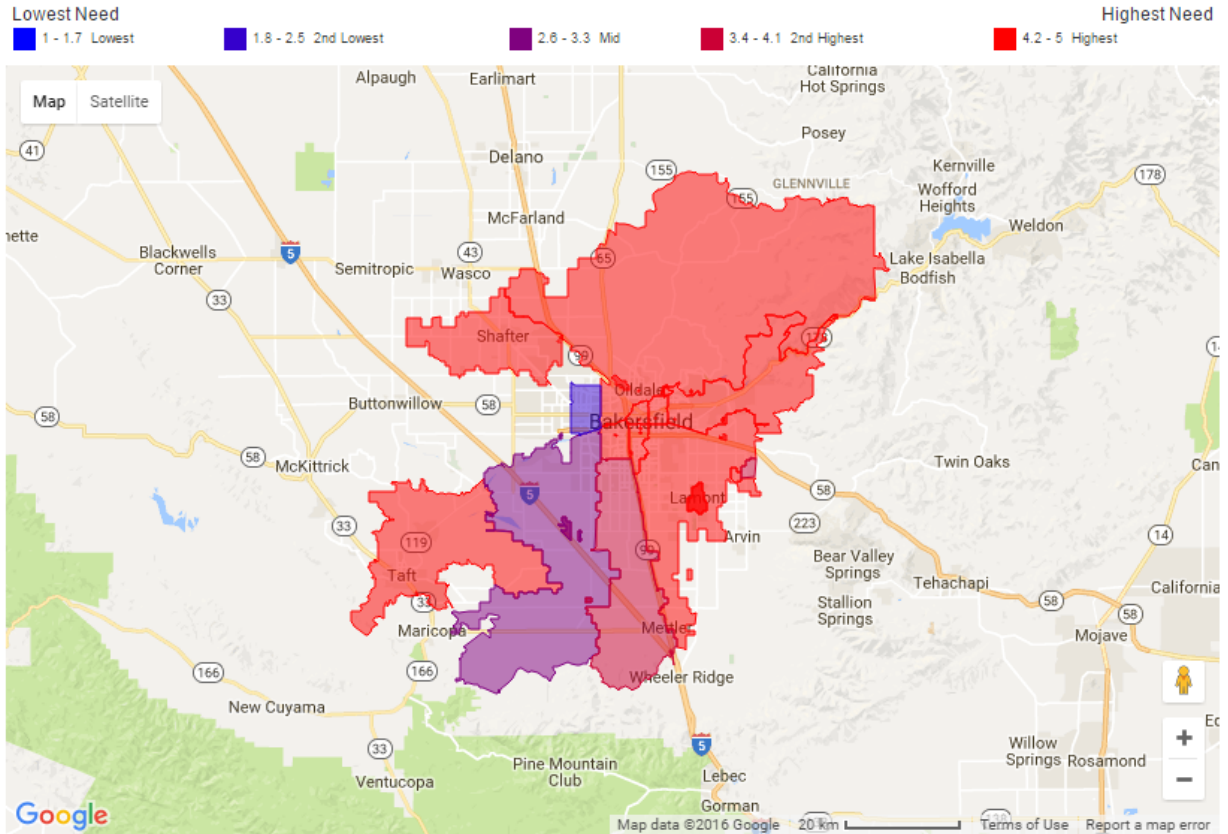 Lowest Need
Highest Need
1 - 1.7 Lowest
1.8 - 2.5 2nd Lowest
2.6 - 3.3 Mid
3.4 - 4.1 2nd Highest
4.2 - 5 Highest
Map
Satellite
Alpaugh
Earlimart
California
Hot Springs
41
Posey
Delano
155
Kernville
178
GLENNVILLE
Wofford
Heights
155
McFarland
Weldon
nette
Blackwells
Corner
5
43
65
Semitropic
Wasco
Lake Isabella
Bodfish
33
Shafter
178
99
Oildale
Buttonwillow
58
58
Bakersfield
58
McKittrick
Twin Oaks
Can
5
Lamont
58
33
223
14
119
99
Arvin
Bear Valley
Springs
Taft
Tehachapi
California
33
Stallion
Springs
58
58
Maricopa
Mettler
Mojave
166
166
Wheeler Ridge
New Cuyama
33
5
Willow
Springs
Rosamond
Pine Mountain
Club
Ventucopa
Lebec
Gorman
138
138
Google
Map data ©2016 Google
20 km
Terms of Use
Report a map error